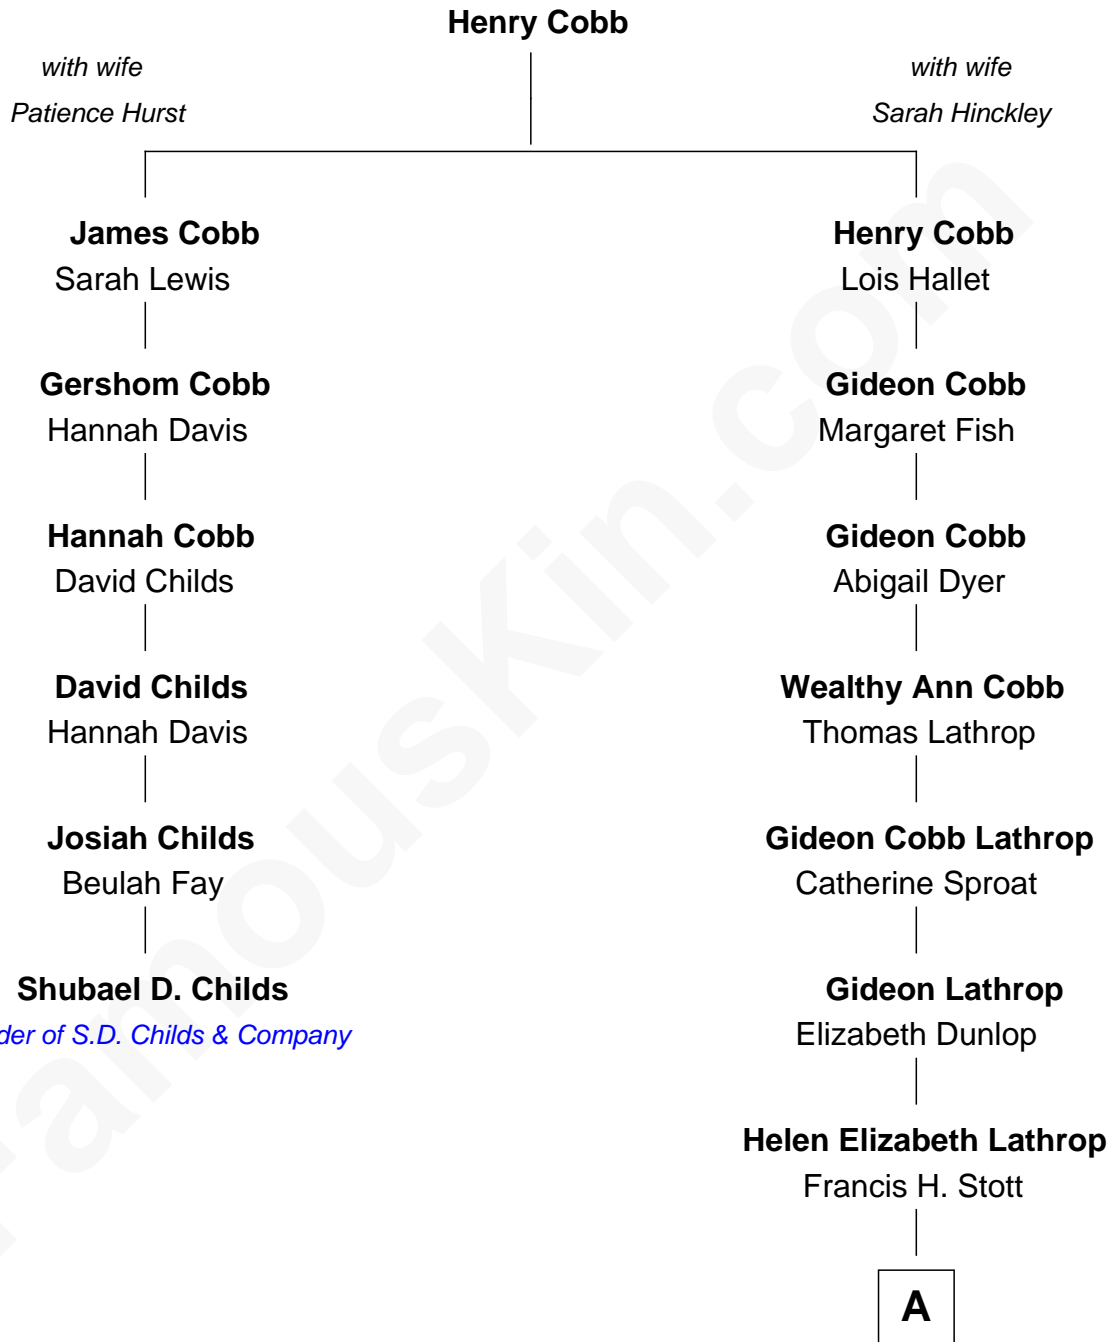 Henry Cobb
with wife
Patience Hurst
with wife
Sarah Hinckley
James Cobb
Sarah Lewis
Henry Cobb
Lois Hallet
Gershom Cobb
Hannah Davis
Gideon Cobb
Margaret Fish
Hannah Cobb
David Childs
Gideon Cobb
Abigail Dyer
David Childs
Hannah Davis
Wealthy Ann Cobb
Thomas Lathrop
Josiah Childs
Beulah Fay
Gideon Cobb Lathrop
Catherine Sproat
Shubael D. Childs
of S.D. Childs & Company
Gideon Lathrop
Elizabeth Dunlop
Helen Elizabeth Lathrop
Francis H. Stott
A
FamousKin.com